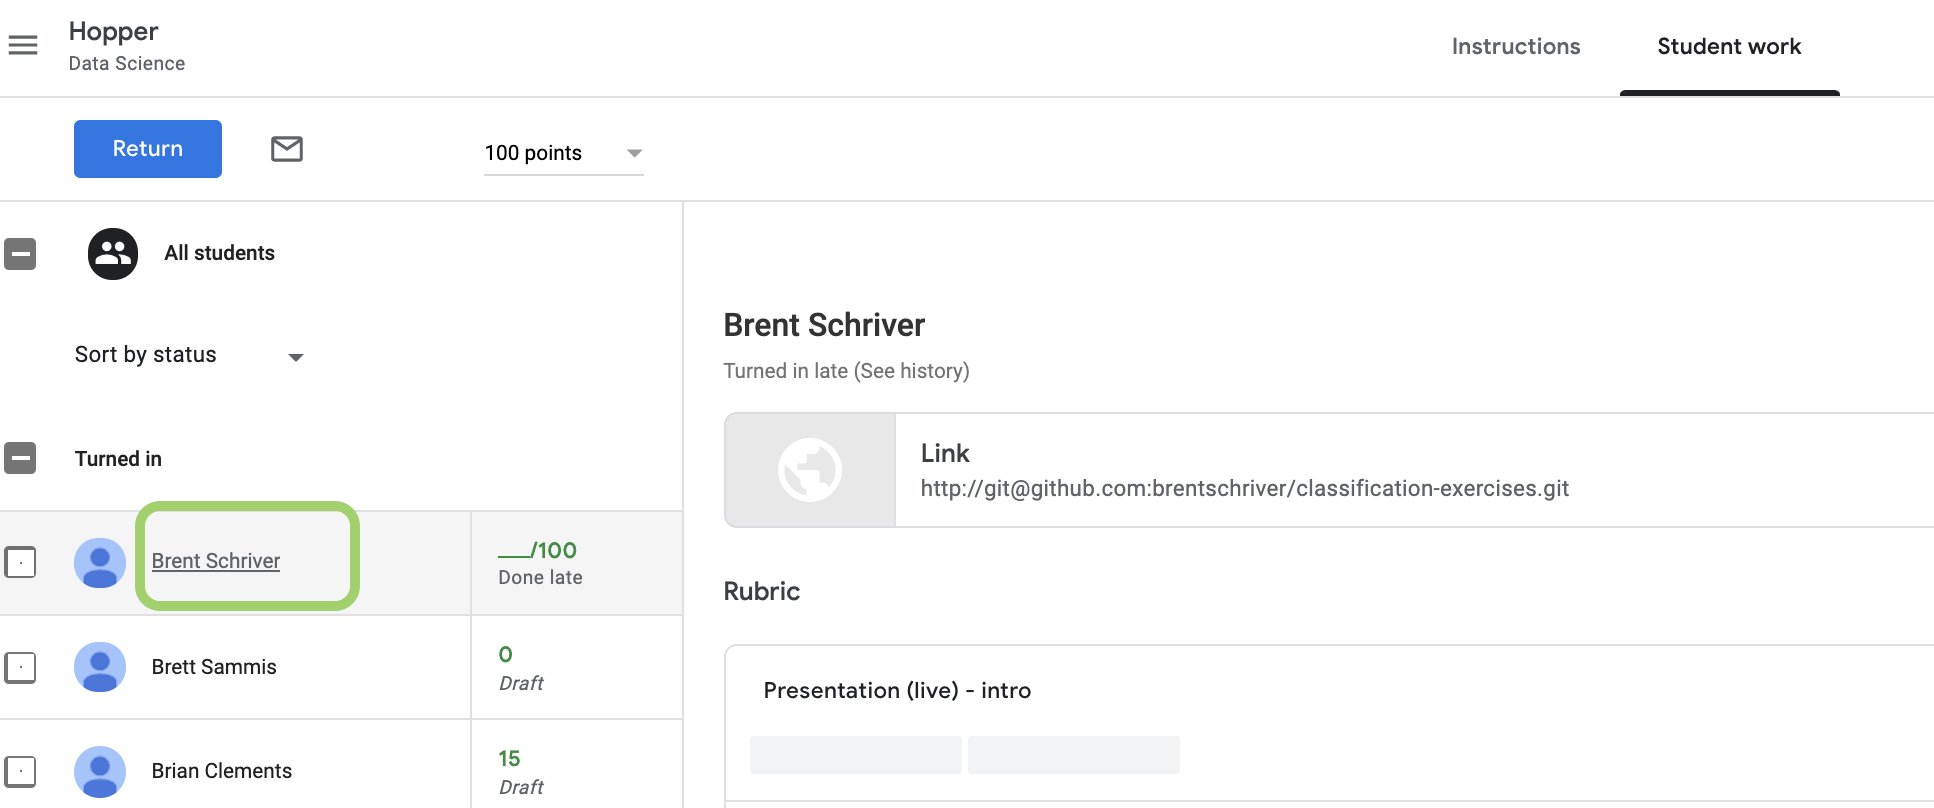 Hopper
Data Science
Instructions
Student work
Return
100 points
All students
Sort by status
Turned in
Brent Schriver
___/100
Done late
Brett Sammis
0
Draft
Brian Clements
15
Draft
Brent Schriver
Turned in late (See history)
Link
http://git@github.com:brentschriver/classification-exercises.git
Rubric
Presentation (live) - intro